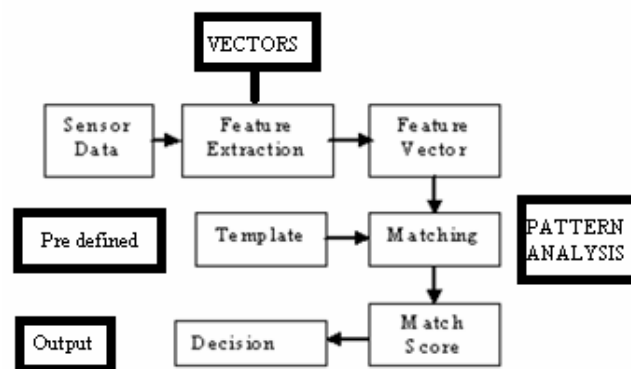 VECTORS
Sensor
Data
Feature
Extraction
Feature
Vector
Pre defined
Template
Matching
PATTERN
ANALYSIS
Output
Decision
Match
Score